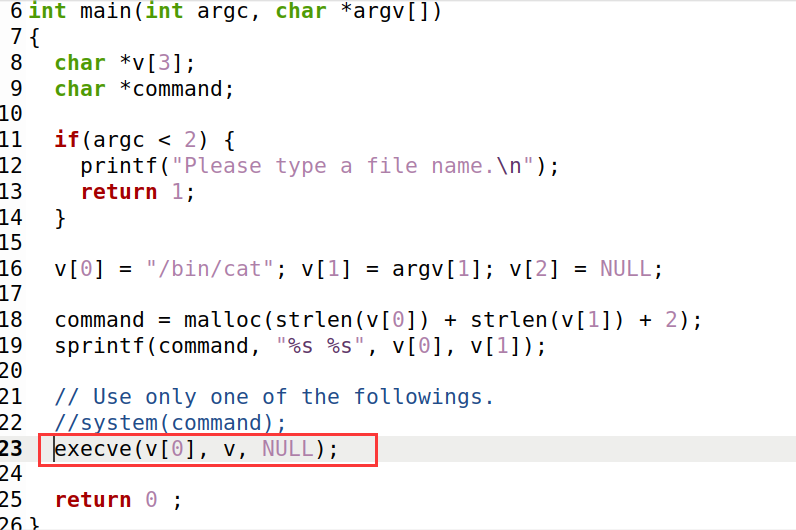 6 int main(int argc, char *argv[])
7 {
8   char *v[3];
9   char *command;
10
11   if(argc < 2) {
12     printf("Please type a file name.\n");
13     return 1;
14   }
15
16   v[0] = "/bin/cat"; v[1] = argv[1]; v[2] = NULL;
17
18   command = malloc(strlen(v[0]) + strlen(v[1]) + 2);
19   sprintf(command, "%s %s", v[0], v[1]);
20
21   // Use only one of the followings.
22   //system(command);
23   execve(v[0], v, NULL);
24
25   return 0 ;
26 }